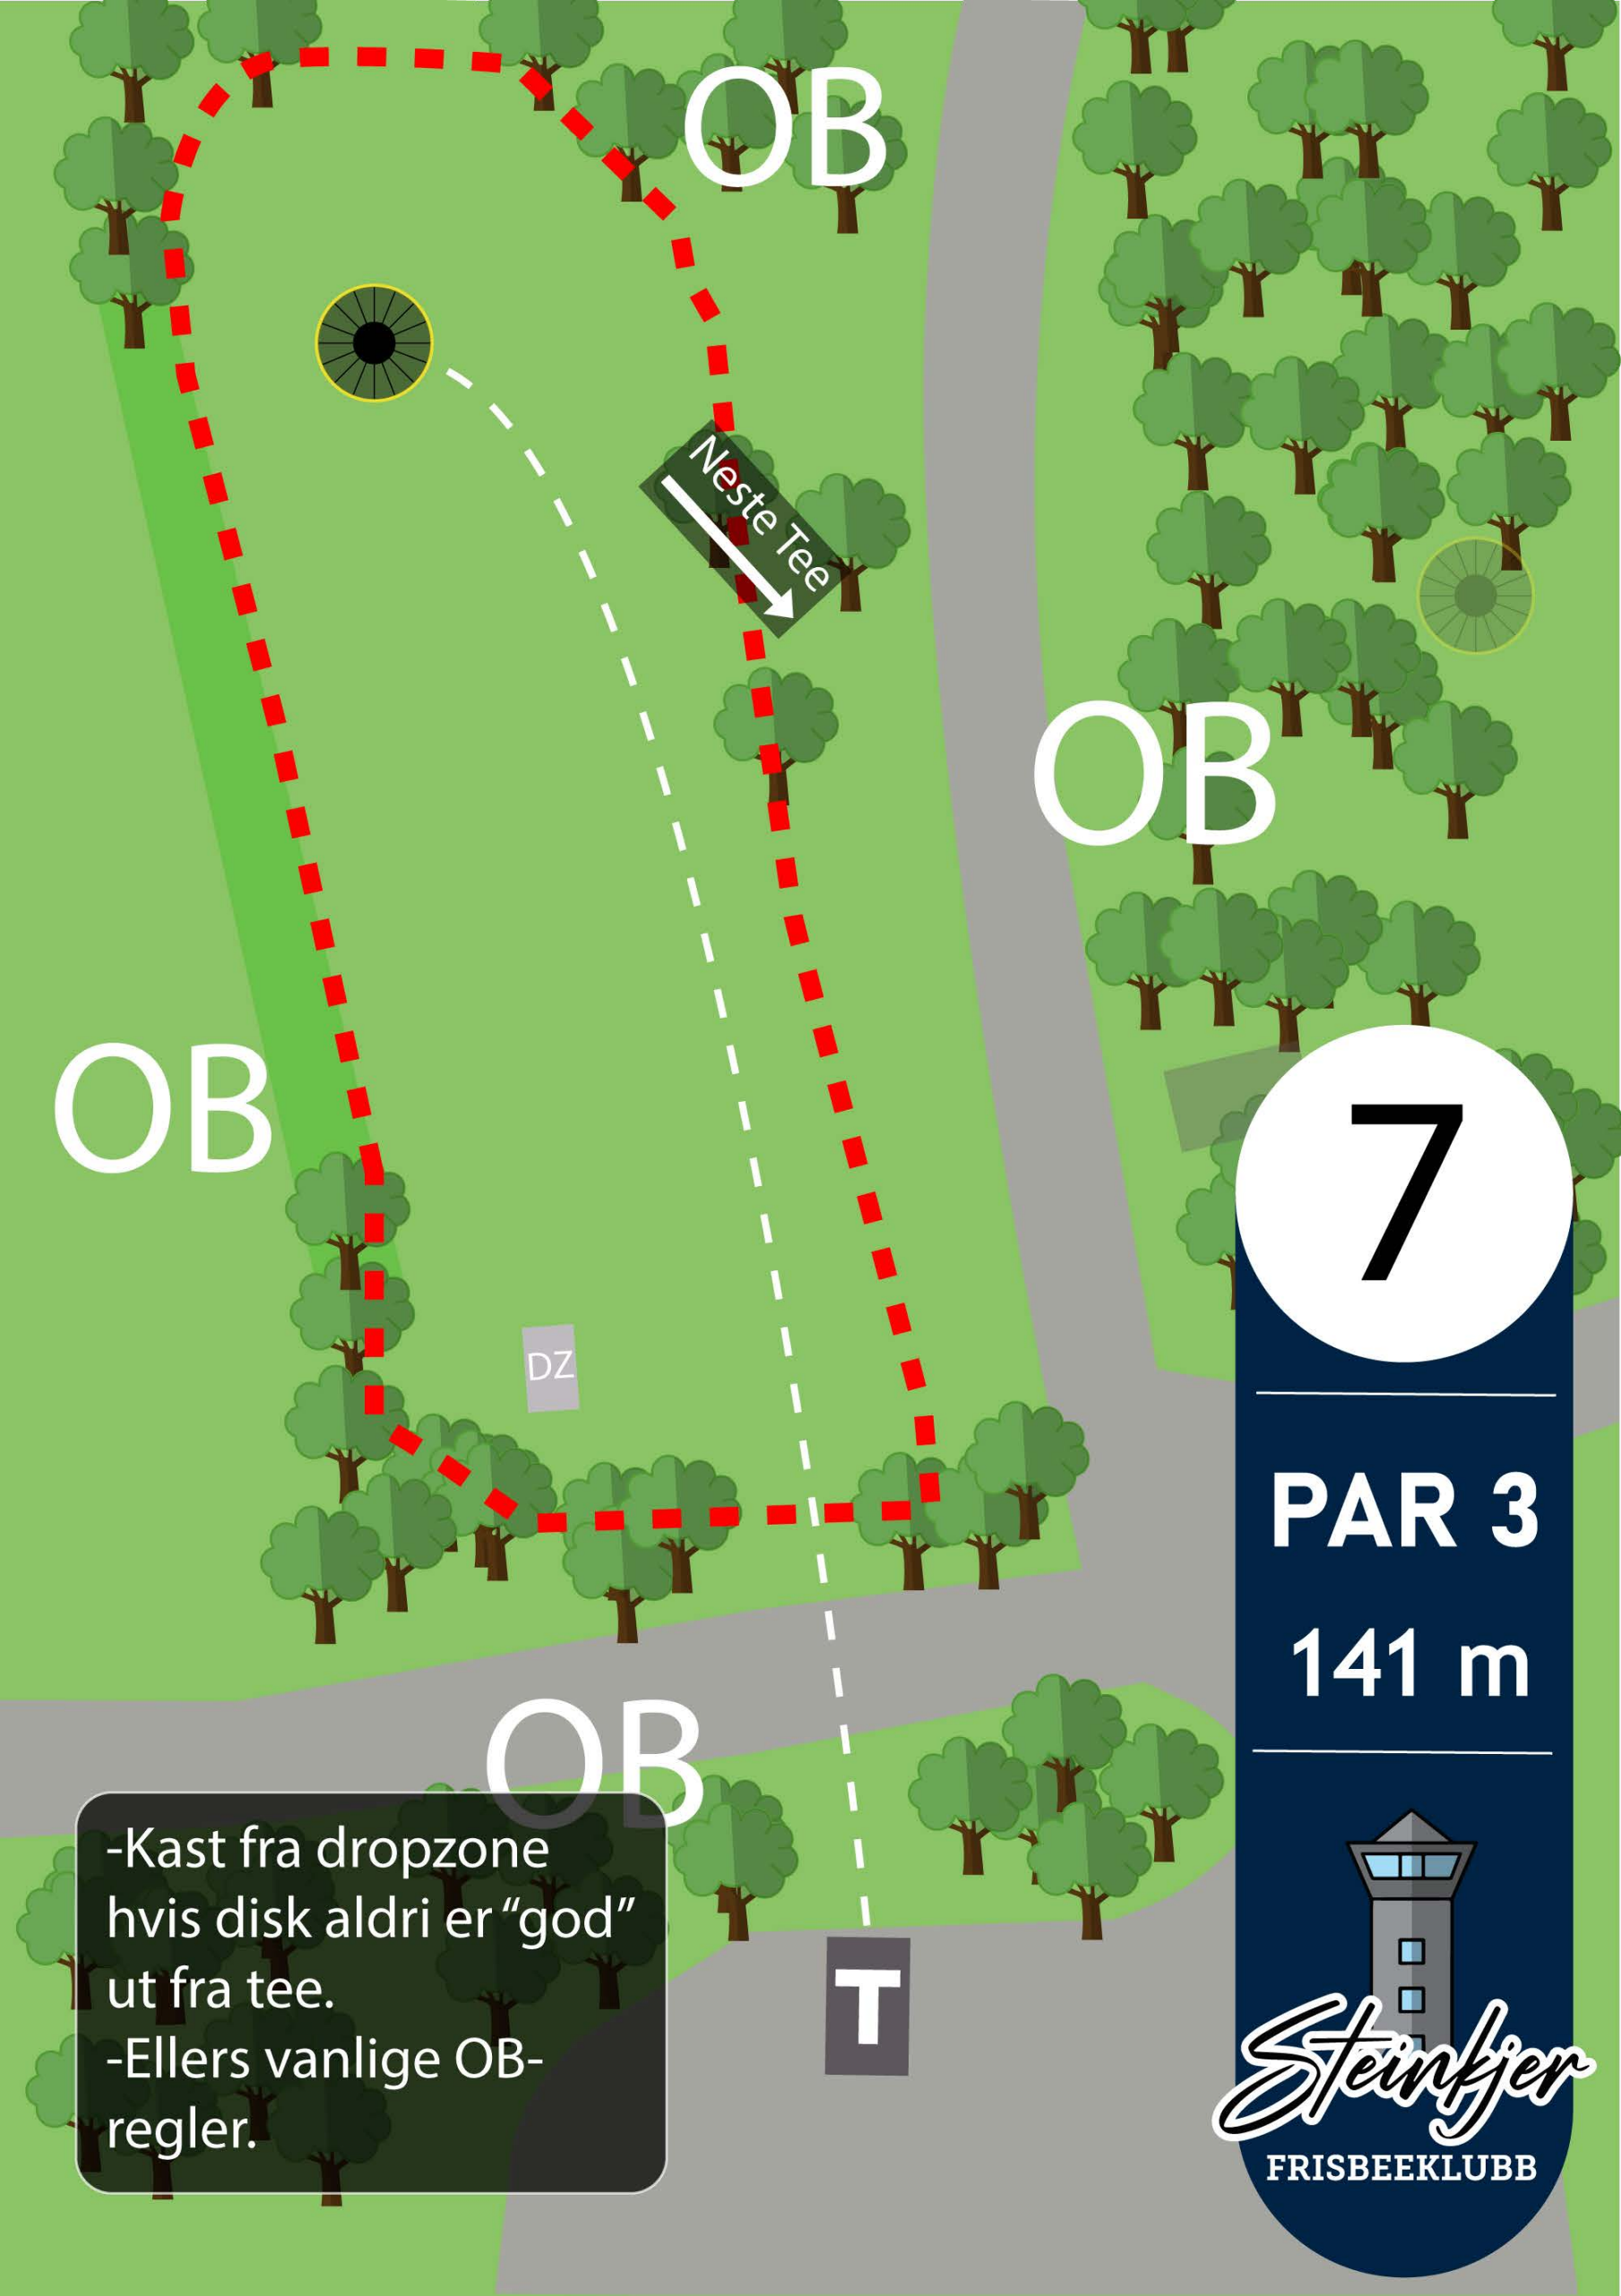 OB
Neste Tee
OB
OB
7
DZ
PAR 3
141 m
OB
-Kast fra dropzone
hvis disk aldri er “god”
ut fra tee.
-Ellers vanlige OB-
regler.
T
Steinkjer
FRISBEEKLUBB